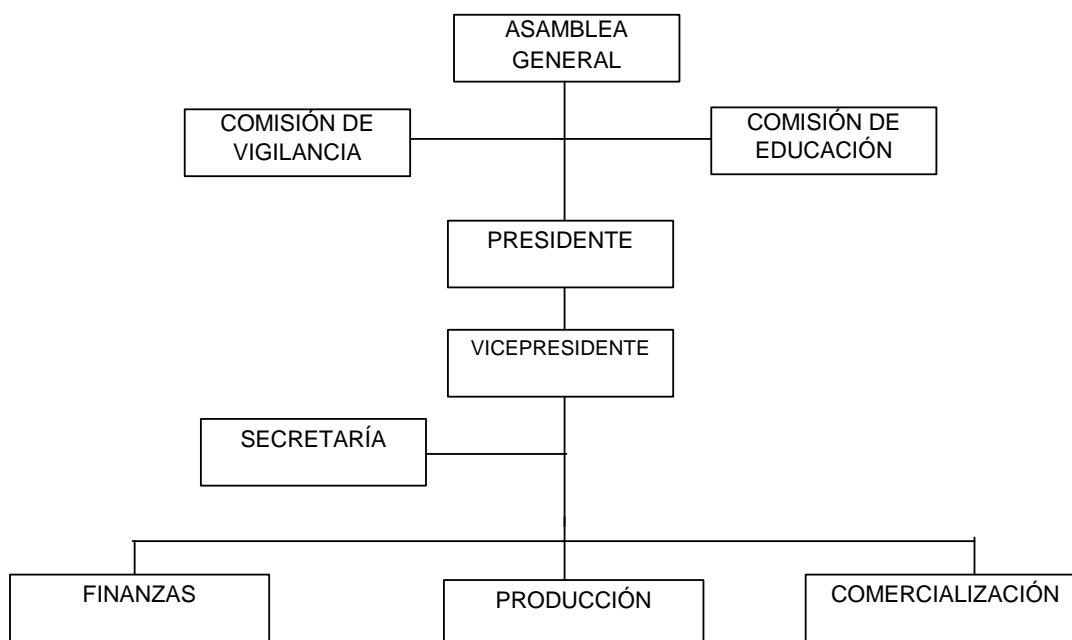 ASAMBLEA
GENERAL
COMISIÓN DE
VIGILANCIA
COMISIÓN DE
EDUCACIÓN
PRESIDENTE
VICEPRESIDENTE
SECRETARÍA
FINANZAS
PRODUCCIÓN
COMERCIALIZACIÓN